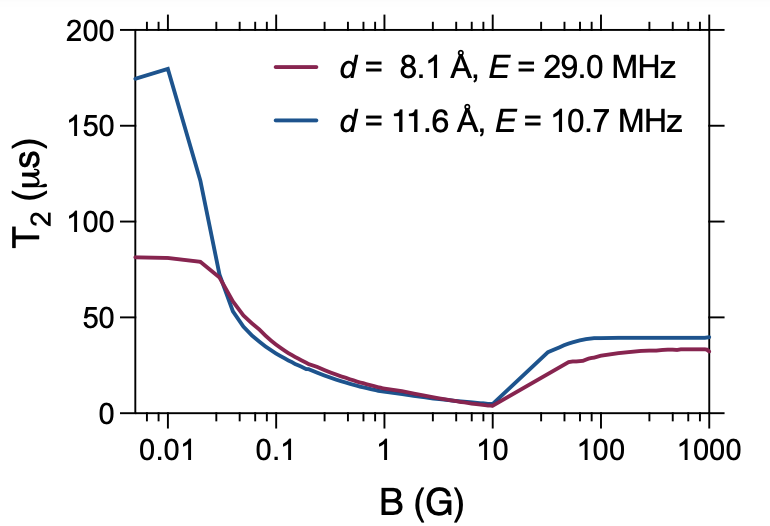 200
150
100
50
0
T2 (μs)
d = 8.1 Å, E = 29.0 MHz
d = 11.6 Å, E = 10.7 MHz
0.01 0.1 1 10 100 1000
B (G)